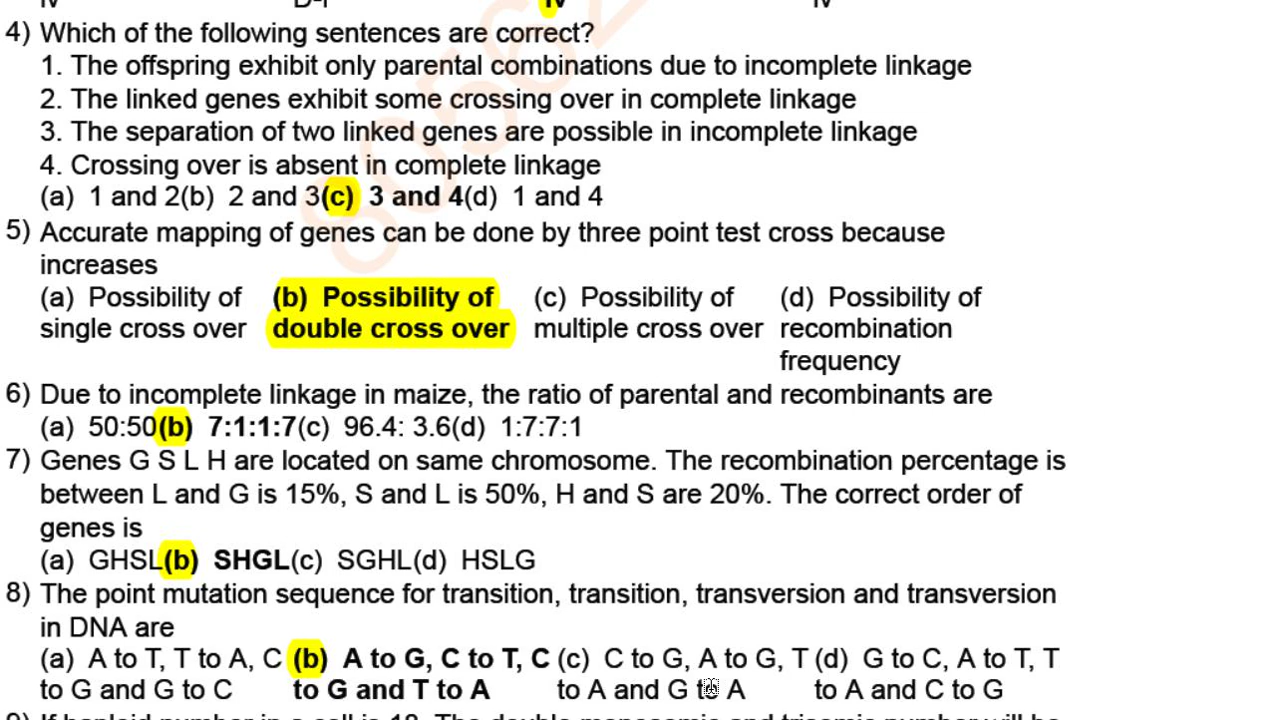 4) Which of the following sentences are correct?
1. The offspring exhibit only parental combinations due to incomplete linkage
2. The linked genes exhibit some crossing over in complete linkage
3. The separation of two linked genes are possible in incomplete linkage
4. Crossing over is absent in complete linkage
(a) 1 and 2(b) 2 and 3(c) 3 and 4(d) 1 and 4
5) Accurate mapping of genes can be done by three point test cross because
increases
(a) Possibility of (b) Possibility of (c) Possibility of (d) Possibility of
single cross over double cross over multiple cross over recombination
frequency
6) Due to incomplete linkage in maize, the ratio of parental and recombinants are
(a) 50:50(b) 7:1:1:7(c) 96.4: 3.6(d) 1:7:7:1
7) Genes G S L H are located on same chromosome. The recombination percentage is
between L and G is 15%, S and L is 50%, H and S are 20%. The correct order of
genes is
(a) GHSL(b) SHGL(c) SGHL(d) HSLG
8) The point mutation sequence for transition, transition, transversion and transversion
in DNA are
(a) A to T, T to A, C (b) A to G, C to T, C (c) C to G, A to G, T (d) G to C, A to T, T
to G and G to C to G and T to A to A and G to A to A and C to G